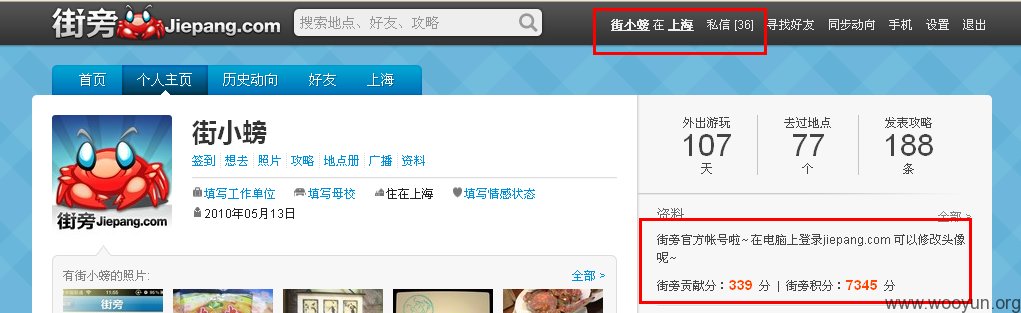 街旁 Jiepang.com 搜索地点、好友、攻略 街小螃 在 上海 私信 [36] 寻找好友 同步动向 手机 设置 退出
首页 个人主页 历史动向 好友 上海
街小螃
签到 想去 照片 攻略 地点册 广播 资料
填写工作单位 填写母校 住在上海 填写情感状态
2010年05月13日
街旁 Jiepang.com
外出游玩 去过地点 发表攻略
107 77 188
天 个 条
资料 全部 »
街旁官方帐号啦~ 在电脑上登录jiepang.com 可以修改头像
呢~
街旁贡献分：339 分 | 街旁积分：7345 分
有街小螃的照片: 全部 »
街旁
www.wooyun.org